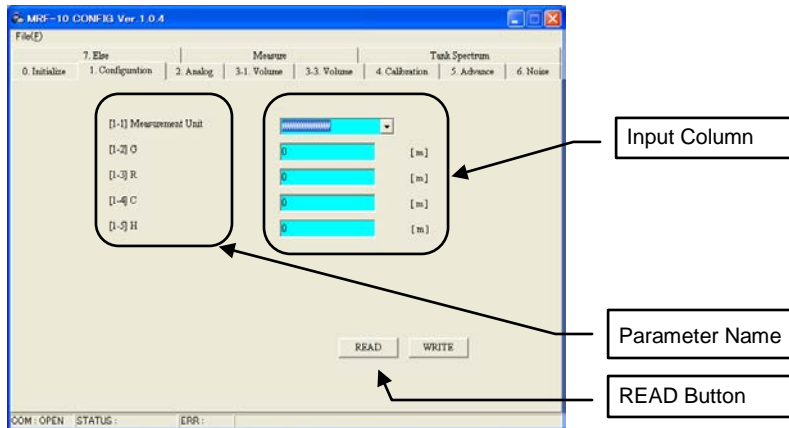 MRF-10 CONFIG Ver.1.0.4
File(F)
7. Else Measure Tank Spectrum
0. Initialize 1. Configuration 2. Analog 3-1. Volume 3-3. Volume 4. Calibration 5. Advance 6. Noise
[1-1] Measurement Unit
[1-2] G 0 [m]
[1-3] R 0 [m]
[1-4] C 0 [m]
[1-5] H 0 [m]
READ WRITE
COM : OPEN STATUS : ERR :
Input Column
Parameter Name
READ Button